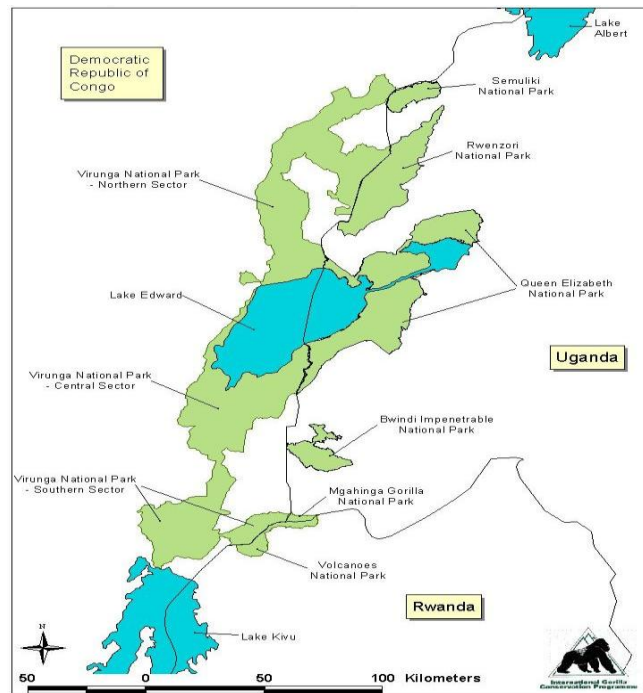 Lake
Albert
Democratic
Republic of
Congo
Semuliki
National Park
Rwenzori
National Park
Virunga National Park
- Northern Sector
Queen Elizabeth
National Park
Lake Edward
Uganda
Virunga National Park
- Central Sector
Bwindi Impenetrable
National Park
Virunga National Park
- Southern Sector
Mgahinga Gorilla
National Park
Volcanoes
National Park
Rwanda
Lake Kivu
N
50 0 50 100 Kilometers
International Gorilla
Conservation Programme